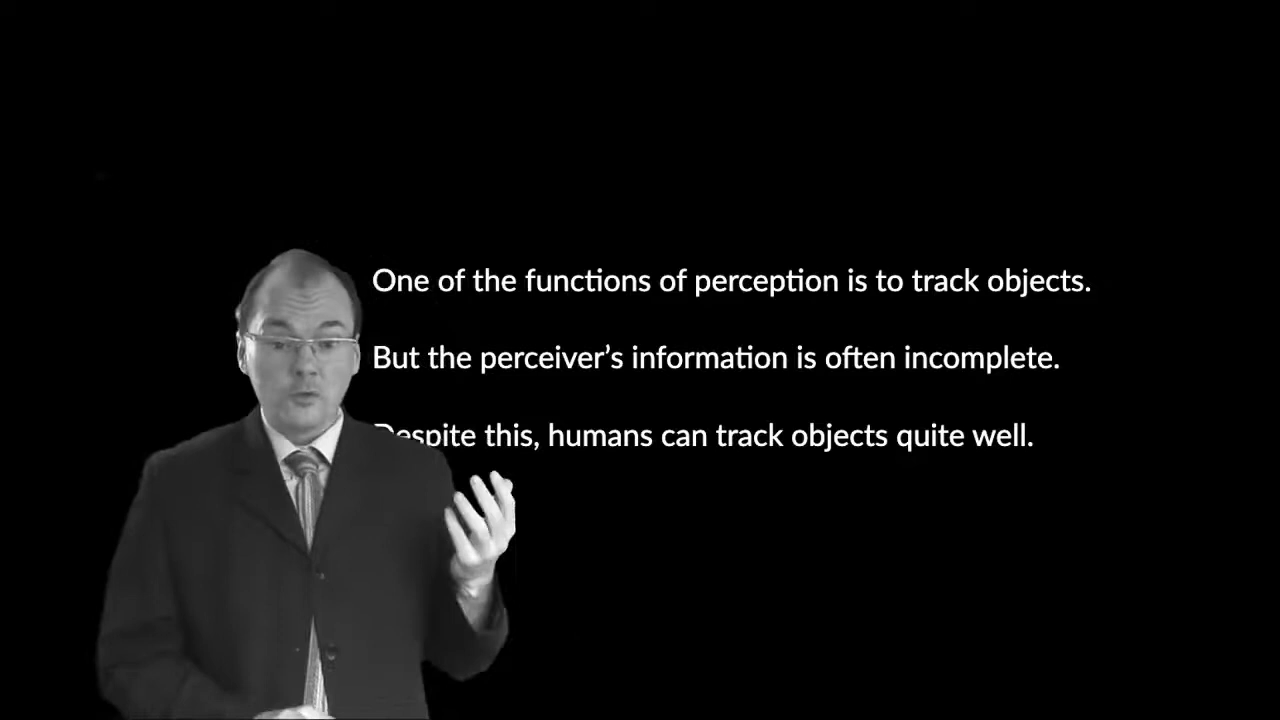 One of the functions of perception is to track objects.
But the perceiver’s information is often incomplete.
Despite this, humans can track objects quite well.